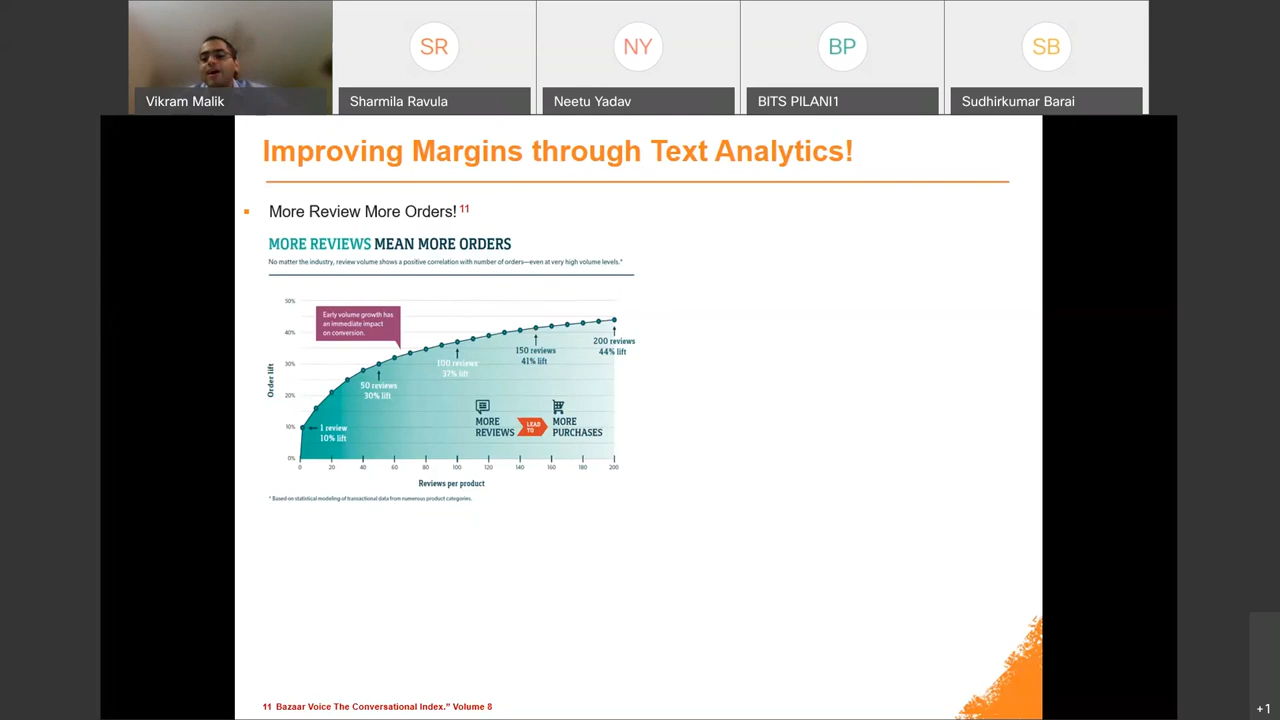 SR
NY
BP
SB
Vikram Malik
Sharmila Ravula
Neetu Yadav
BITS PILANI1
Sudhirkumar Barai
Improving Margins through Text Analytics!
More Review More Orders! 11
MORE REVIEWS MEAN MORE ORDERS
No matter the industry, review volume shows a positive correlation with number of orders—even at very high volume levels.*
50%
40%
30%
20%
10%
0%
Order lift
Early volume growth has
an immediate impact
on conversion.
1 review
10% lift
50 reviews
30% lift
100 reviews
37% lift
150 reviews
41% lift
200 reviews
44% lift
MORE
REVIEWS
LEAD
TO
MORE
PURCHASES
0 20 40 60 80 100 120 140 160 180 200
Reviews per product
* Based on statistical modeling of transactional data from numerous product categories.
11 Bazaar Voice The Conversational Index.” Volume 8
+1